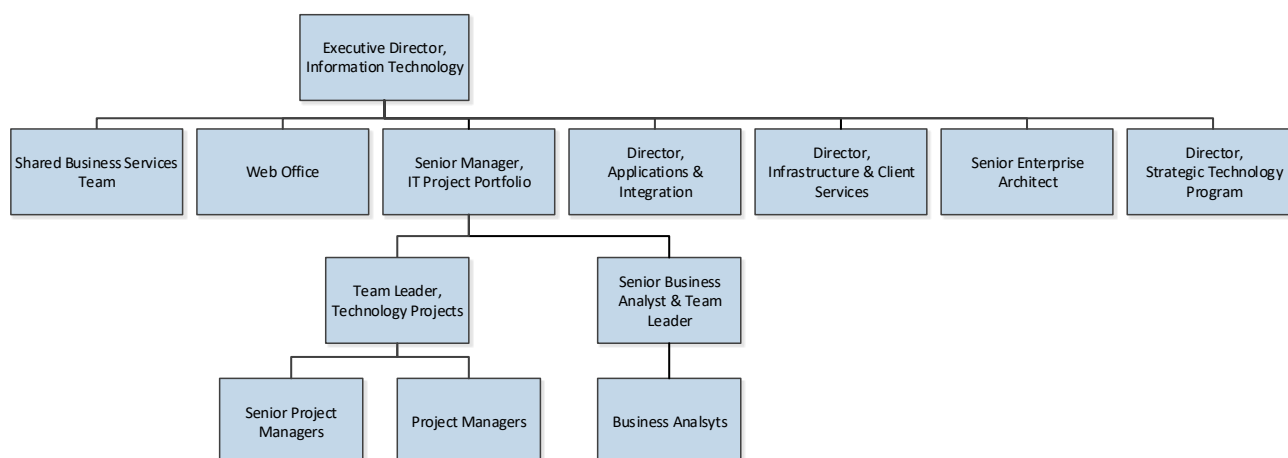 Executive Director,
Information Technology
Shared Business Services
Team
Web Office
Senior Manager,
IT Project Portfolio
Director,
Applications &
Integration
Director,
Infrastructure & Client
Services
Senior Enterprise
Architect
Director,
Strategic Technology
Program
Team Leader,
Technology Projects
Senior Business
Analyst & Team
Leader
Senior Project
Managers
Project Managers
Business Analsyts